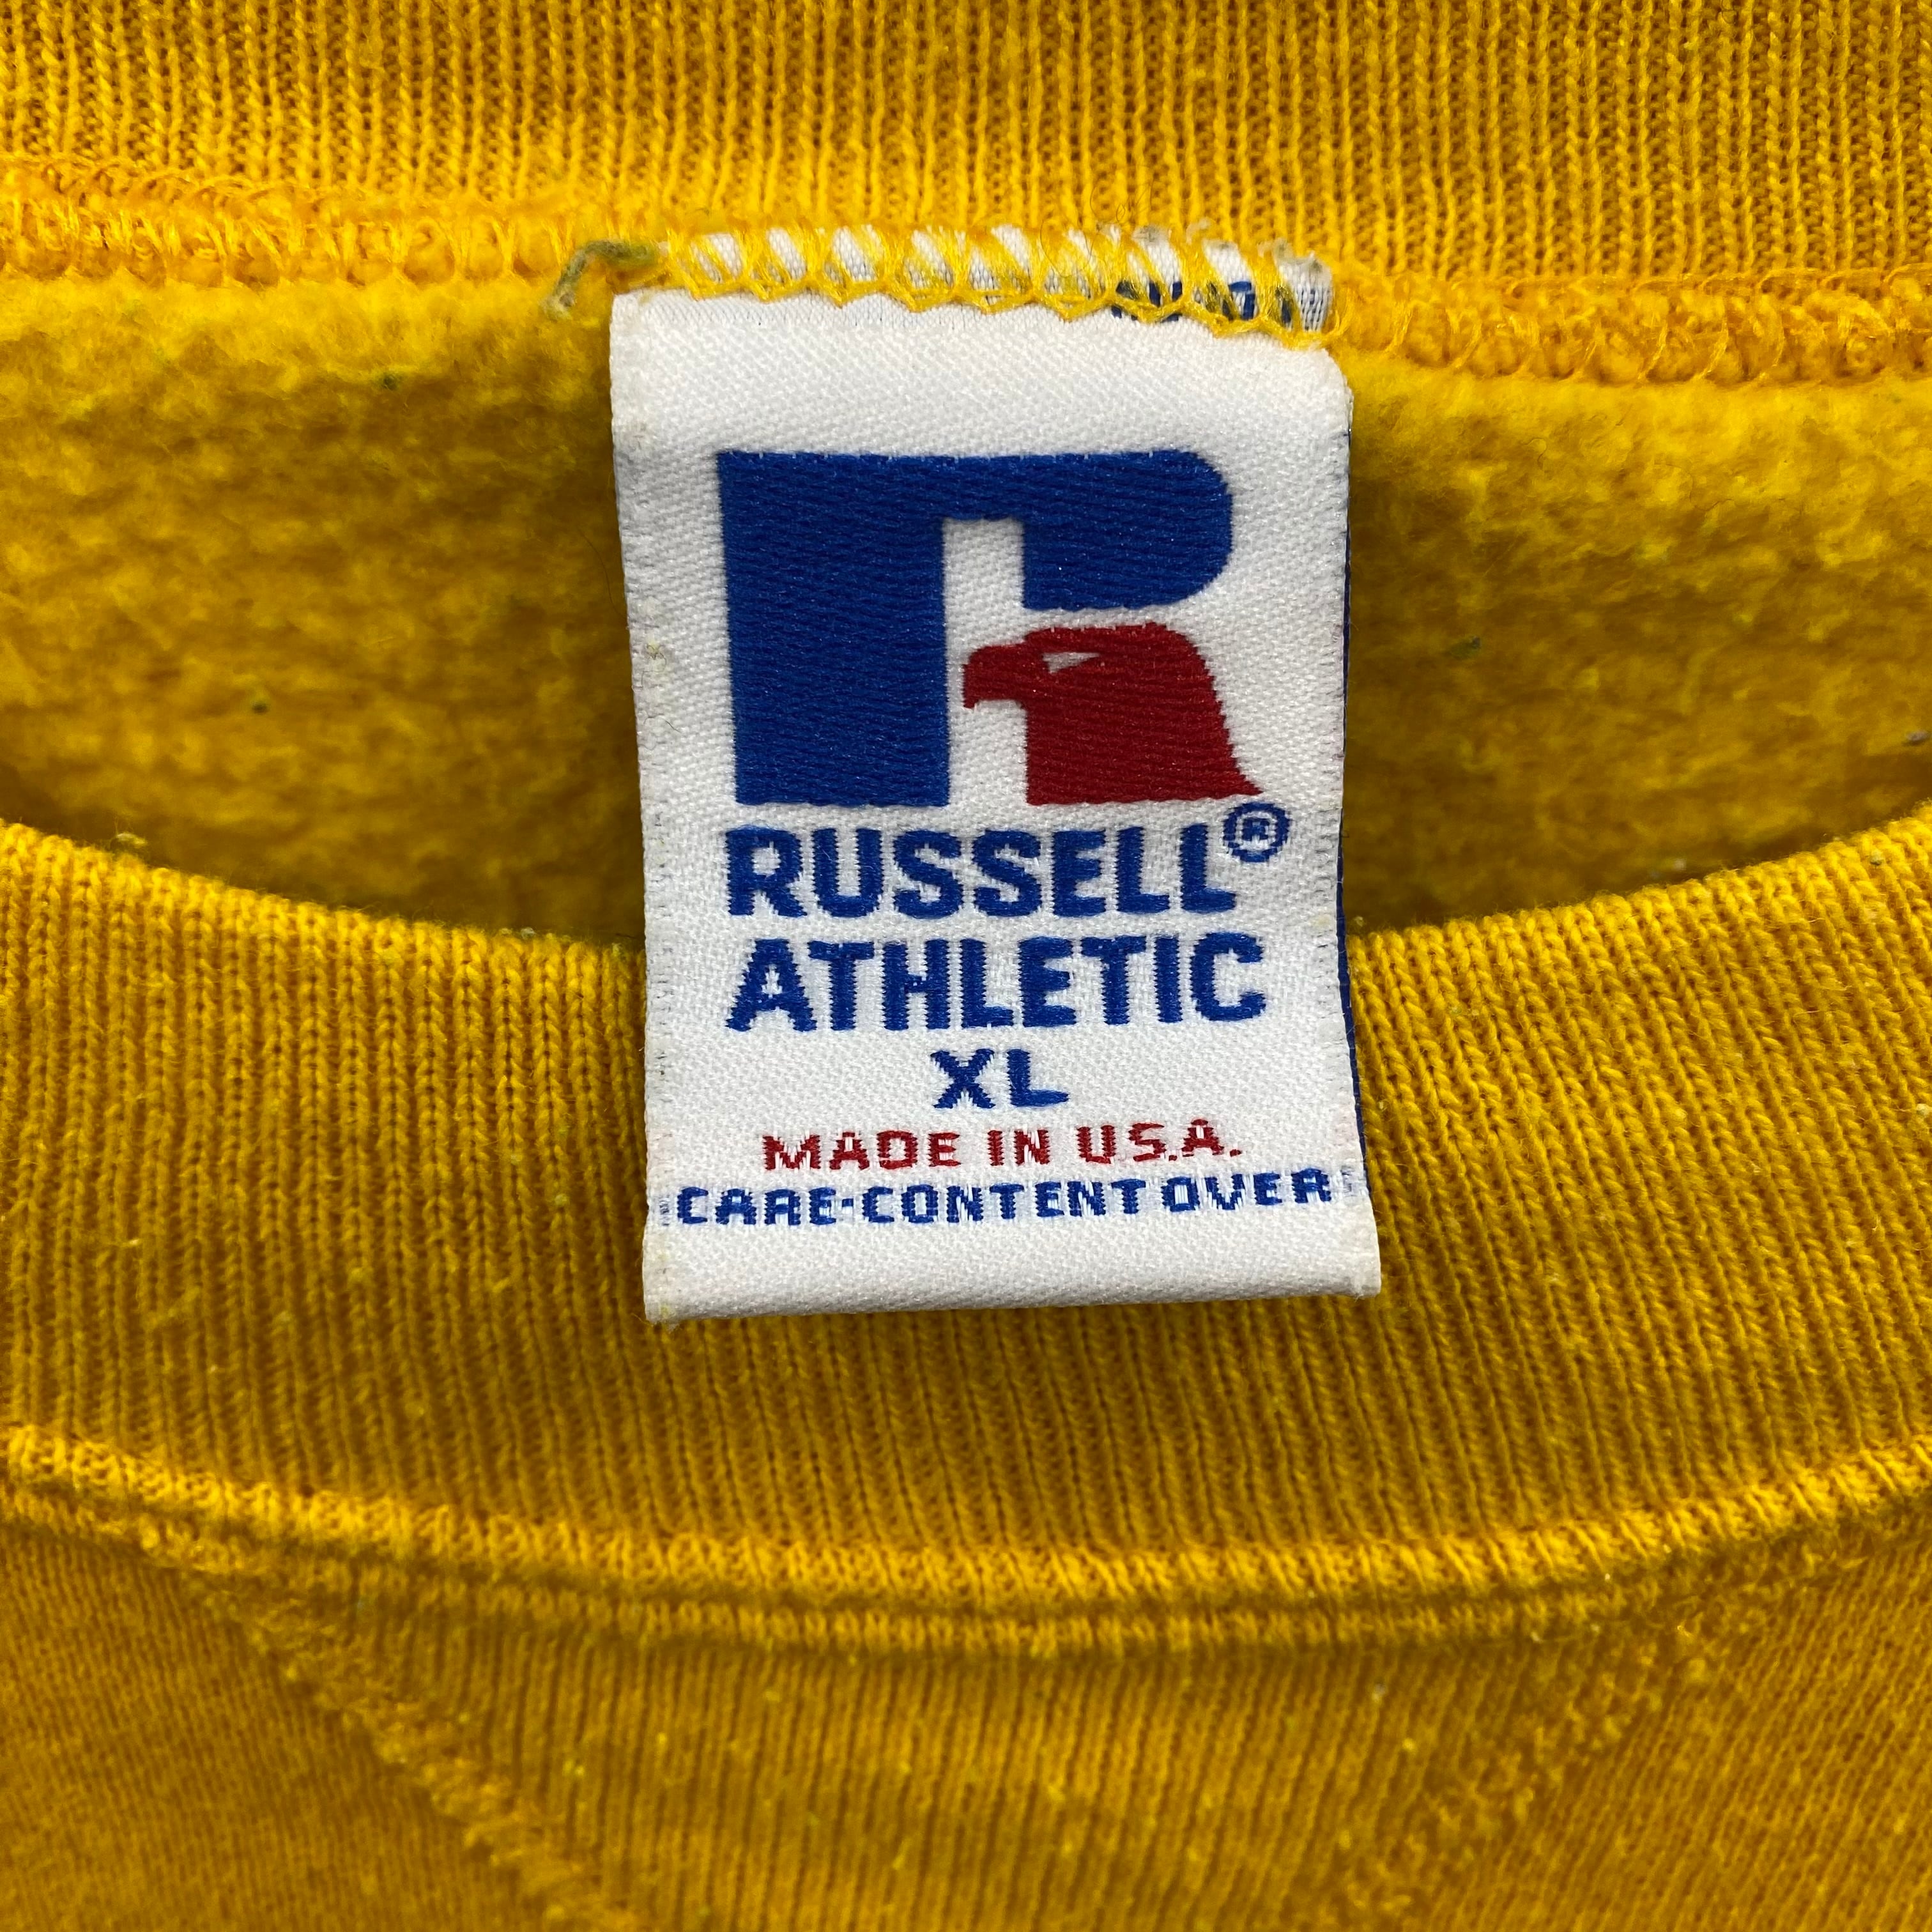 RUSSELL®
ATHLETIC
XL
MADE IN U.S.A.
CARE·CONTENT OVER